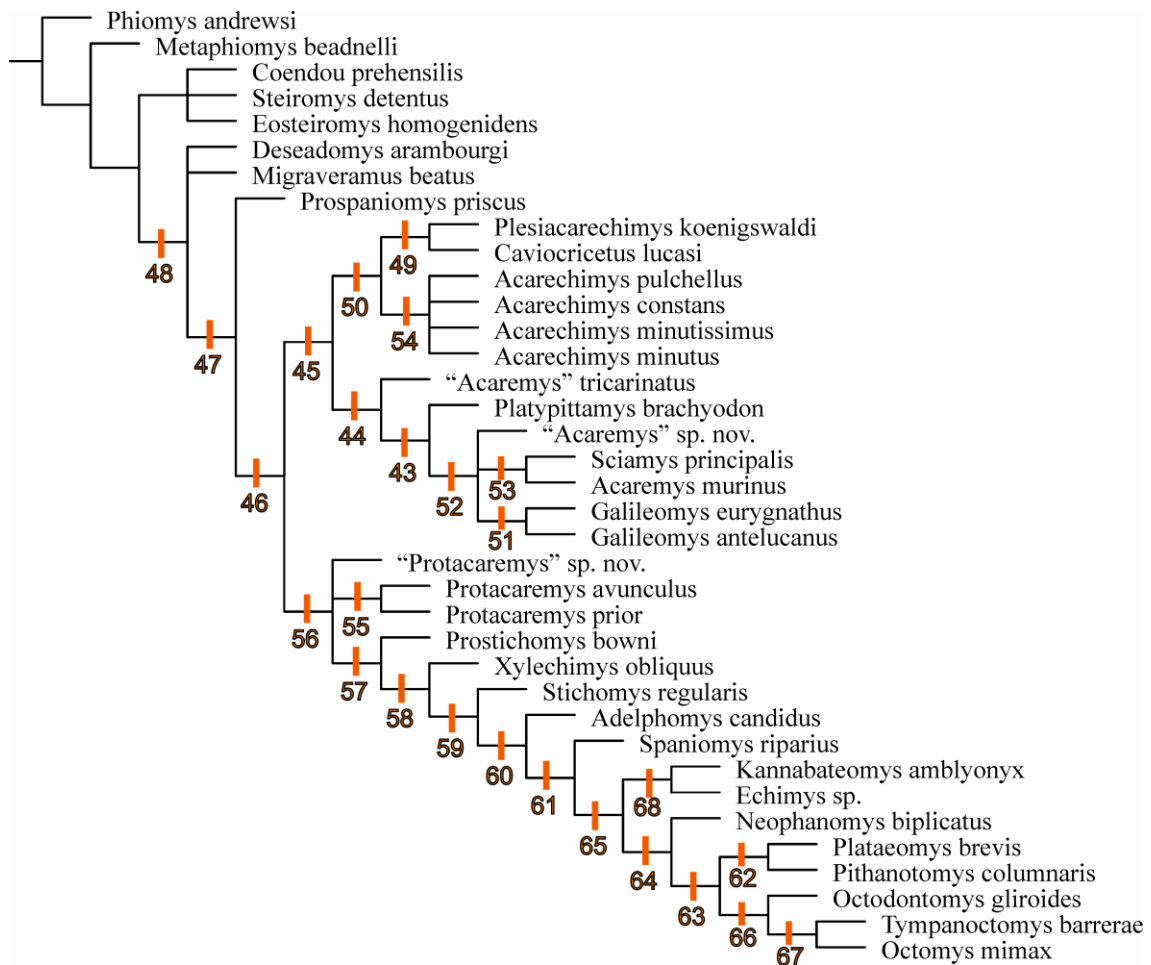 Phiomys andrewsi
Metaphiomys beadnelli
Coendou prehensilis
Steiromys detentus
Eosteiromys homogenidens
Deseadomys arambourgi
Migraveramus beatus
Prospaniomys priscus
Plesiacarechimys koenigswaldi
49
Caviocricetus lucasi
48
Acarechimys pulchellus
50
Acarechimys constans
Acarechimys minutissimus
54
Acarechimys minutus
47
45
“Acaremys” tricarinatus
Platypittamys brachyodon
44
“Acaremys” sp. nov.
43
Sciamys principalis
53
Acaremys murinus
46
52
Galileomys eurygnathus
51
Galileomys antelucanus
“Protacaremys” sp. nov.
Protacaremys avunculus
55
Protacaremys prior
56
Prostichomys bowni
Xylechimys obliquus
57
Stichomys regularis
58
Adelphomys candidus
59
Spaniomys riparius
60
Kannabateomys amblyonyx
61
68
Echimys sp.
Neophanomys biplicatus
65
Plataeomys brevis
64
62
Pithanotomys columnaris
Octodontomys gliroides
63
Tympanoctomys barrerae
66
67
Octomys mimax